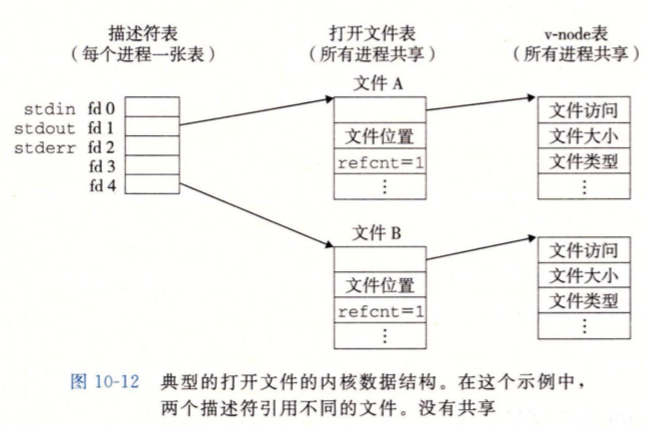 描述符表
（每个进程一张表）
打开文件表
（所有进程共享）
v-node表
（所有进程共享）
stdin fd 0
stdout fd 1
stderr fd 2
fd 3
fd 4
文件 A
文件位置
refcnt=1
⋮
文件访问
文件大小
文件类型
⋮
文件 B
文件位置
refcnt=1
⋮
文件访问
文件大小
文件类型
⋮
图 10-12 典型的打开文件的内核数据结构。在这个示例中，
两个描述符引用不同的文件。没有共享